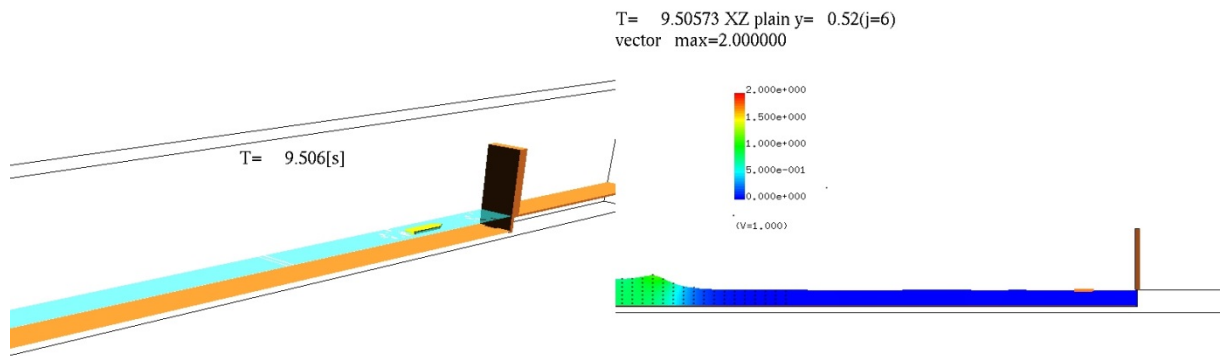 T=    9.506[s]
T=    9.50573 XZ plain y=   0.52(j=6)
vector   max=2.000000
2.000e+000
1.500e+000
1.000e+000
5.000e-001
0.000e+000
(V=1.000)